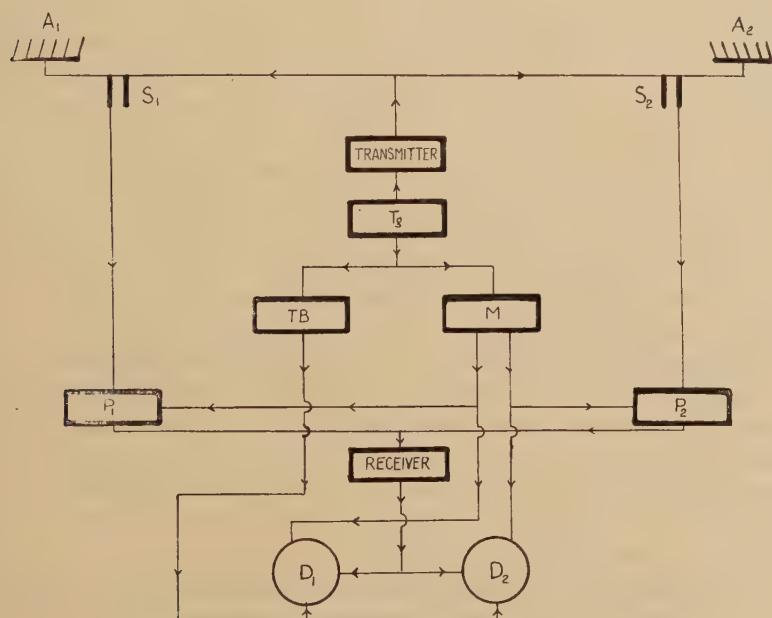 A₁
A₂
S₁
S₂
TRANSMITTER
Tg
TB
M
P₁
P₂
RECEIVER
D₁
D₂